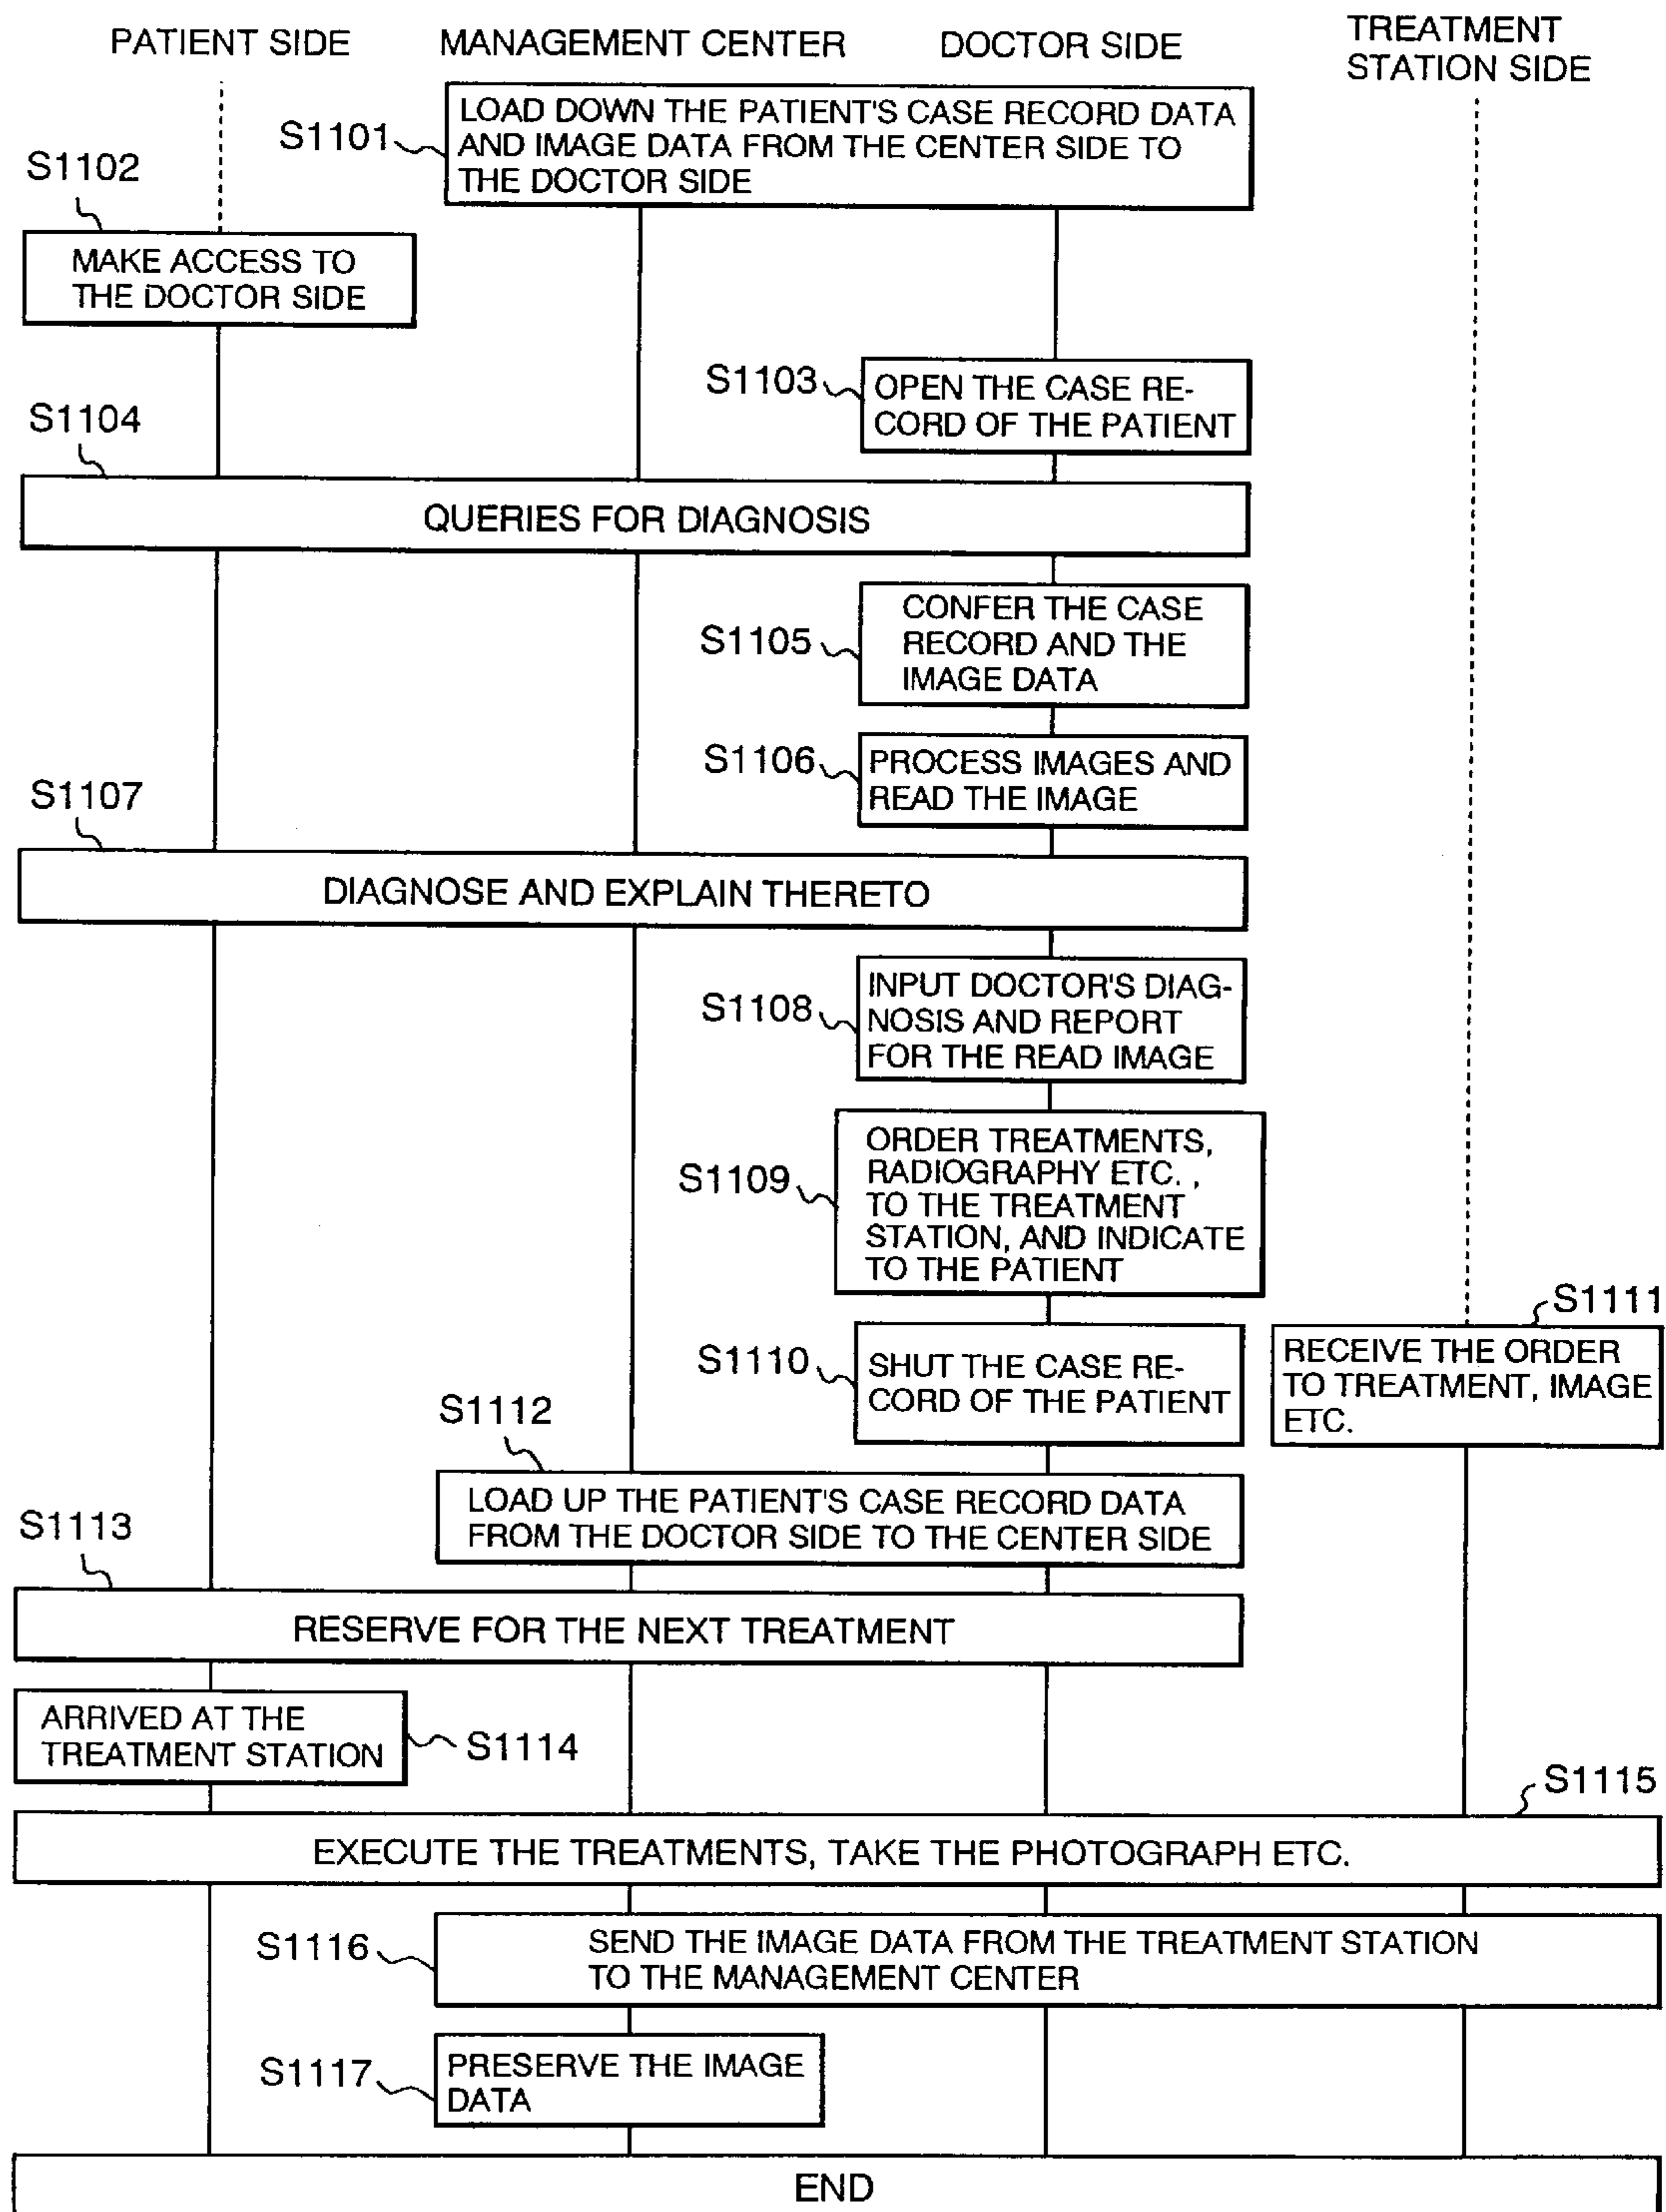 PATIENT SIDE
MANAGEMENT CENTER
DOCTOR SIDE
TREATMENT
STATION SIDE
S1101
LOAD DOWN THE PATIENT'S CASE RECORD DATA
AND IMAGE DATA FROM THE CENTER SIDE TO
THE DOCTOR SIDE
S1102
MAKE ACCESS TO
THE DOCTOR SIDE
S1103
OPEN THE CASE RE-
CORD OF THE PATIENT
S1104
QUERIES FOR DIAGNOSIS
S1105
CONFER THE CASE
RECORD AND THE
IMAGE DATA
S1106
PROCESS IMAGES AND
READ THE IMAGE
S1107
DIAGNOSE AND EXPLAIN THERETO
S1108
INPUT DOCTOR'S DIAG-
NOSIS AND REPORT
FOR THE READ IMAGE
S1109
ORDER TREATMENTS,
RADIOGRAPHY ETC. ,
TO THE TREATMENT
STATION, AND INDICATE
TO THE PATIENT
S1110
SHUT THE CASE RE-
CORD OF THE PATIENT
S1111
RECEIVE THE ORDER
TO TREATMENT, IMAGE
ETC.
S1112
LOAD UP THE PATIENT'S CASE RECORD DATA
FROM THE DOCTOR SIDE TO THE CENTER SIDE
S1113
RESERVE FOR THE NEXT TREATMENT
ARRIVED AT THE
TREATMENT STATION
S1114
S1115
EXECUTE THE TREATMENTS, TAKE THE PHOTOGRAPH ETC.
S1116
SEND THE IMAGE DATA FROM THE TREATMENT STATION
TO THE MANAGEMENT CENTER
S1117
PRESERVE THE IMAGE
DATA
END